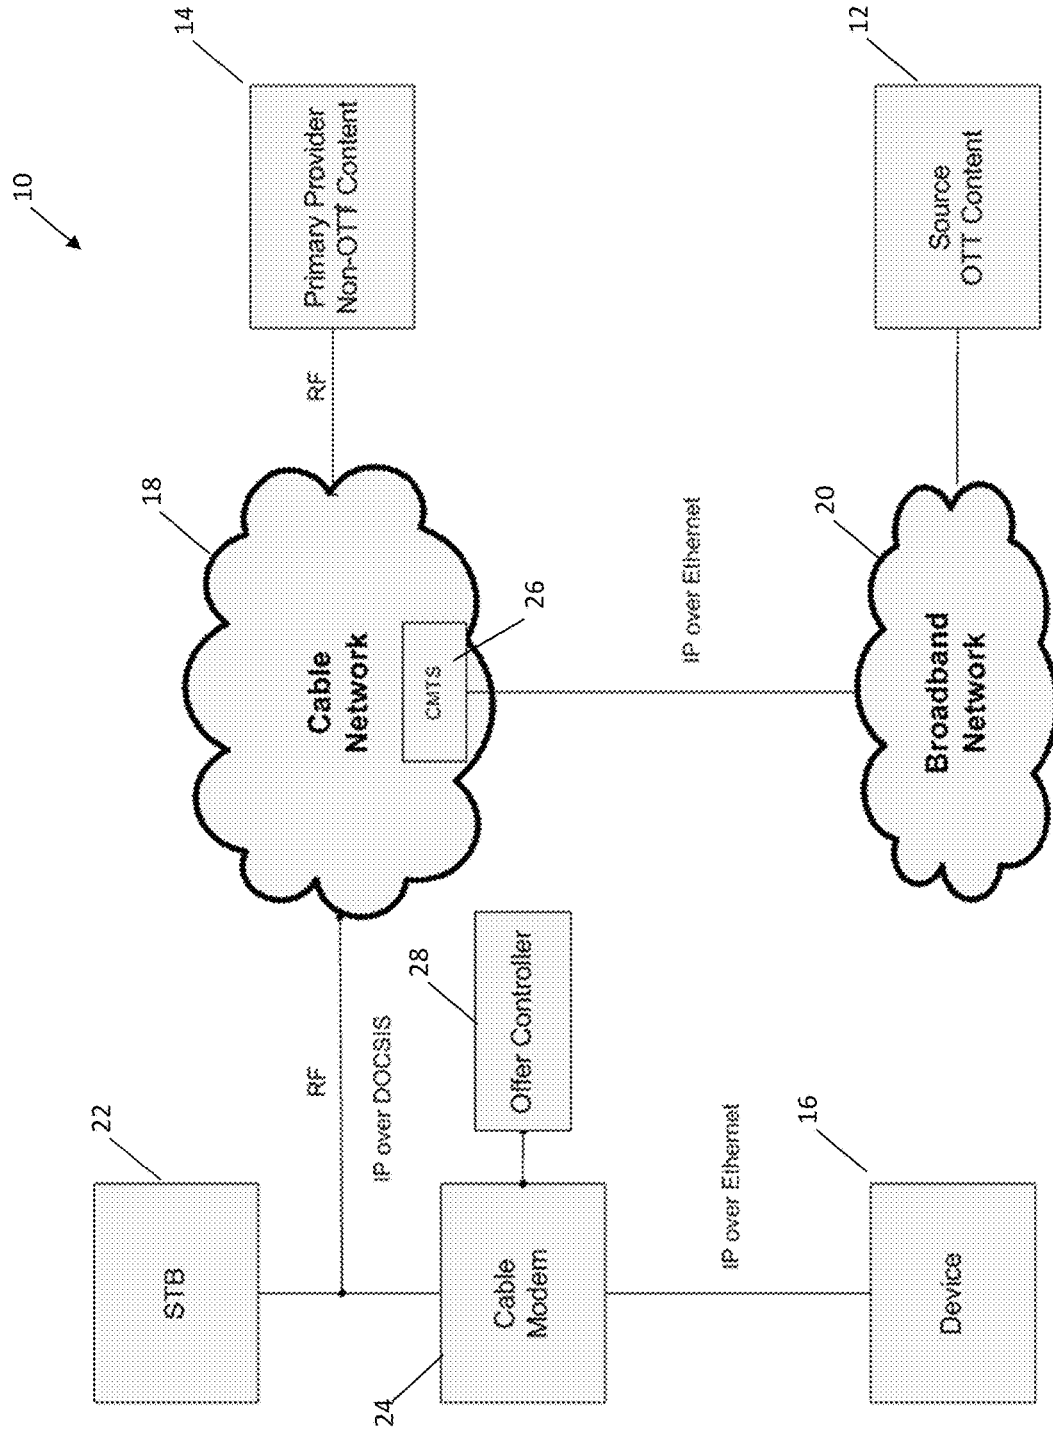 10
22
STB
RF
IP over DOCSIS
24
Cable
Modem
28
Offer Controller
IP over Ethernet
16
Device
18
Cable
Network
CMTS
26
RF
14
Primary Provider
Non-OTT Content
IP over Ethernet
20
Broadband
Network
12
Source
OTT Content